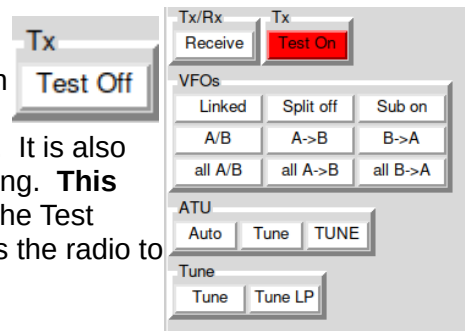 Tx
Test Off
n
It is also
ng. This
he Test
s the radio to
Tx/Rx Tx
Receive Test On
VFOs
Linked Split off Sub on
A/B A->B B->A
all A/B all A->B all B->A
ATU
Auto Tune TUNE
Tune
Tune Tune LP